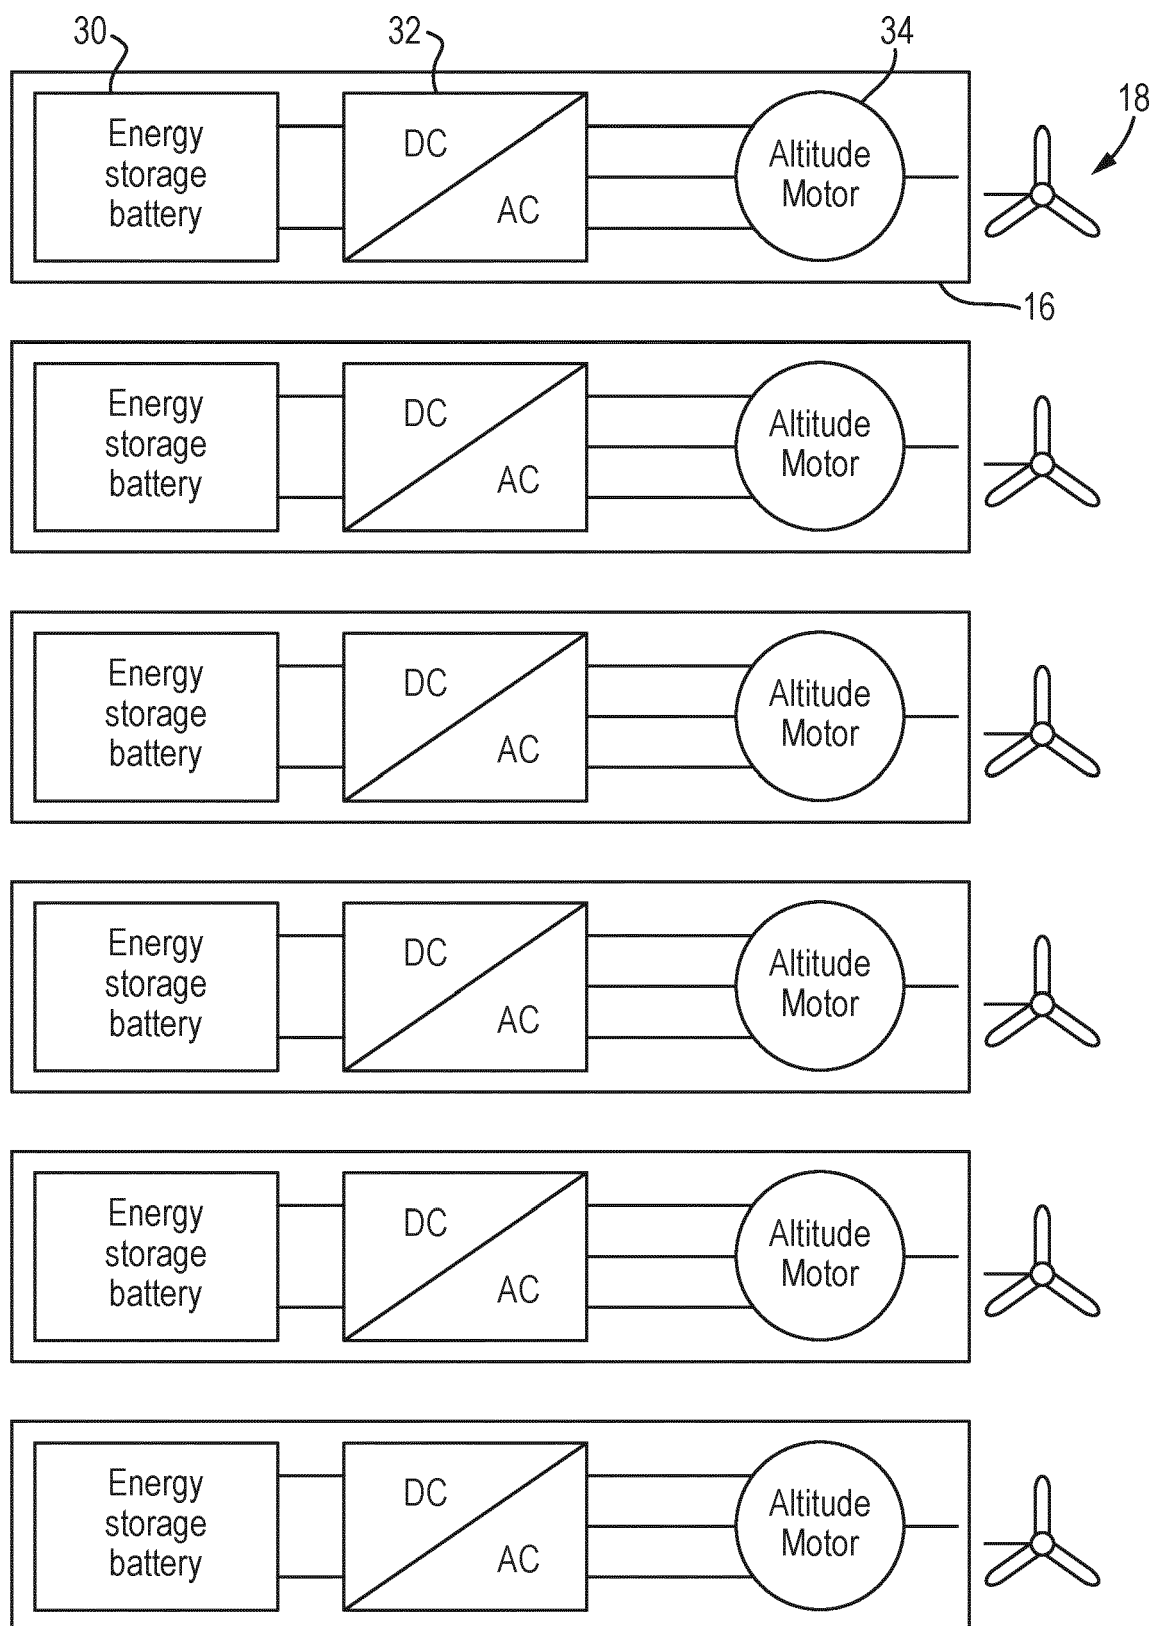 30
32
34
18
Energy
storage
battery
DC
AC
Altitude
Motor
16
Energy
storage
battery
DC
AC
Altitude
Motor
Energy
storage
battery
DC
AC
Altitude
Motor
Energy
storage
battery
DC
AC
Altitude
Motor
Energy
storage
battery
DC
AC
Altitude
Motor
Energy
storage
battery
DC
AC
Altitude
Motor